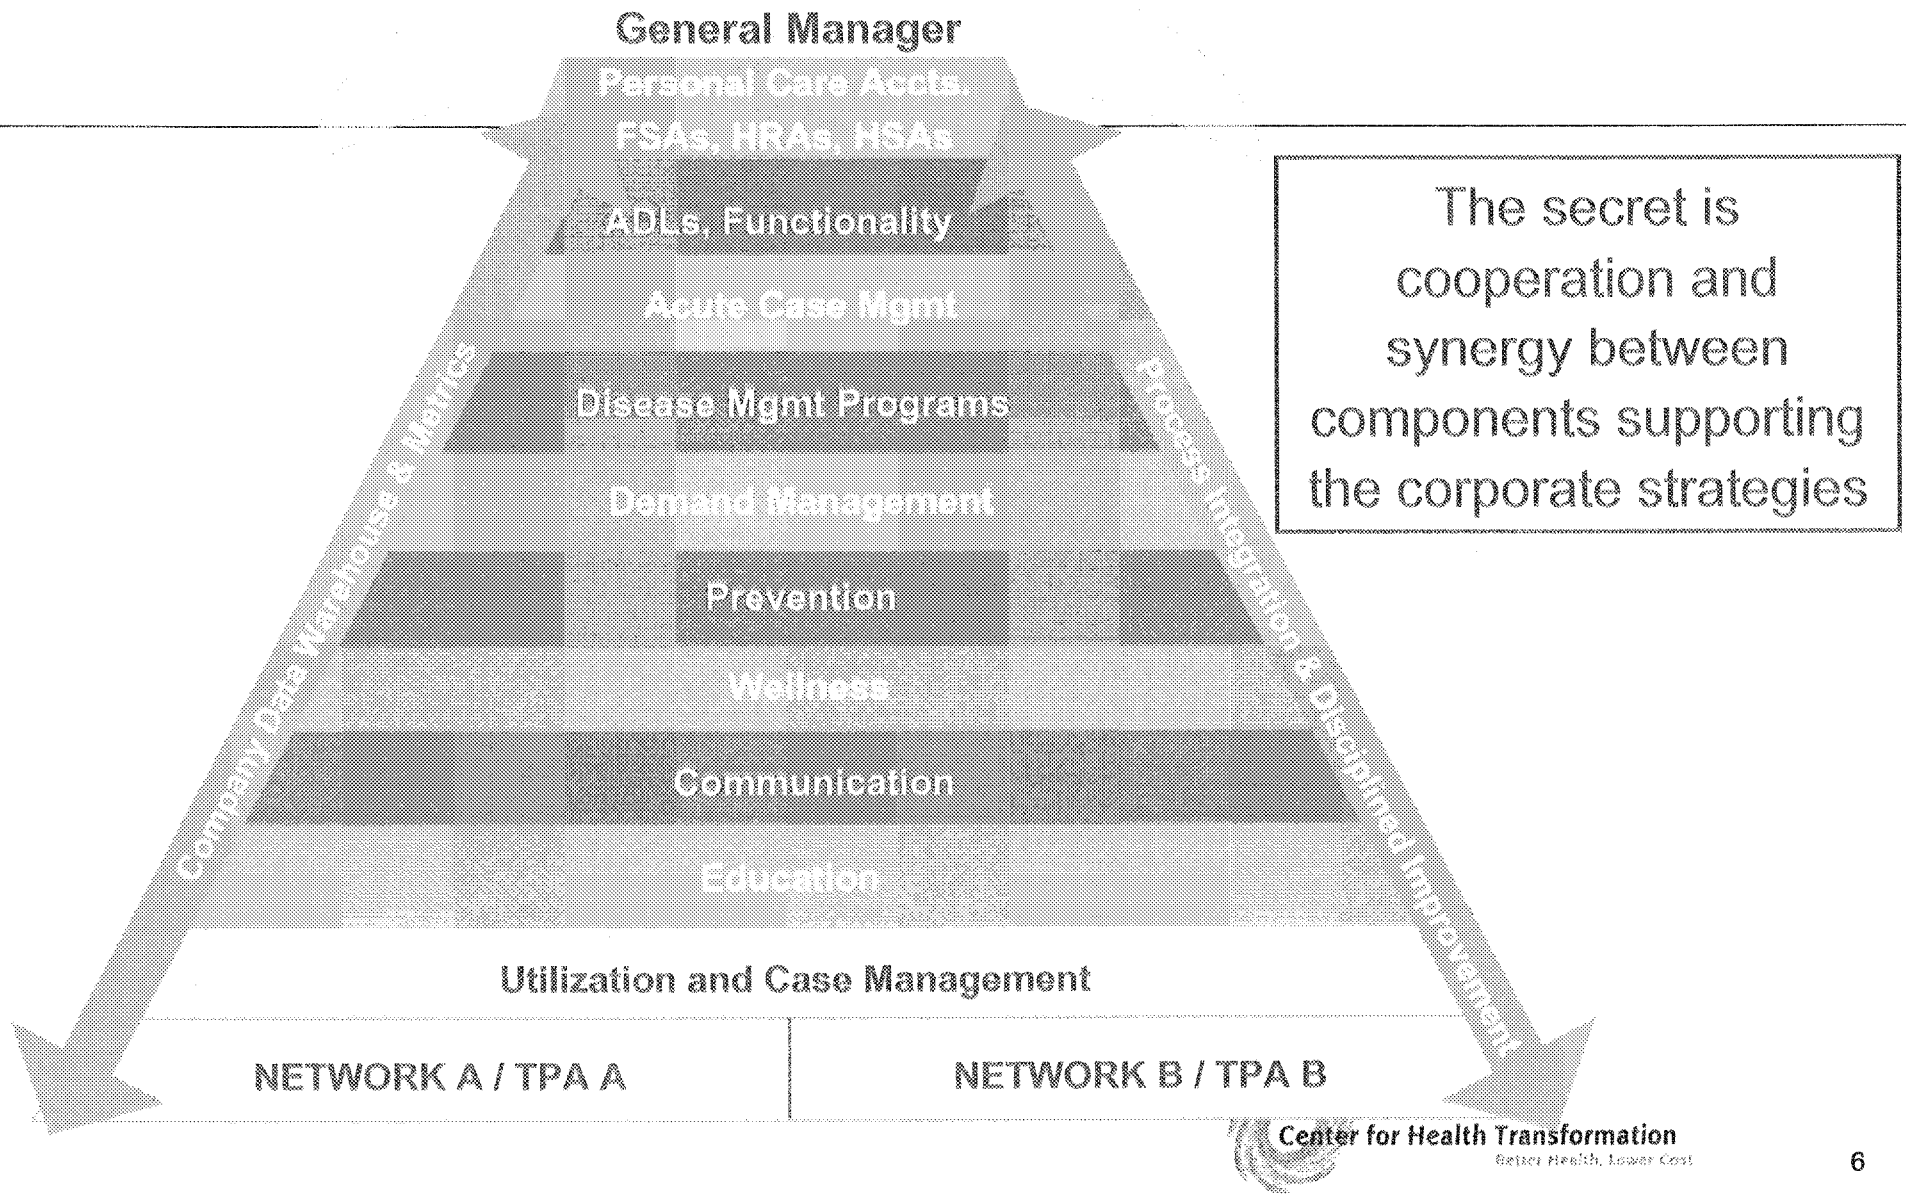 General Manager
Personal Care Accts.
FSAs, HRAs, HSAs
ADLs, Functionality
Acute Case Mgmt
Disease Mgmt Programs
Demand Management
Prevention
Wellness
Communication
Education
Company Data Warehouse & Metrics
Process Integration & Disciplined Improvement
The secret is
cooperation and
synergy between
components supporting
the corporate strategies
Utilization and Case Management
NETWORK A / TPA A
NETWORK B / TPA B
Center for Health Transformation
Better Health, Lower Cost
6